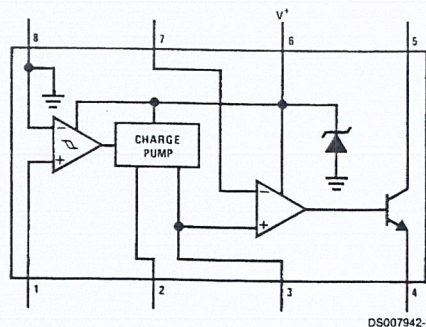 V+
8 7 6 5
− +
CHARGE
PUMP
− +
1 2 3 4
DS007942-